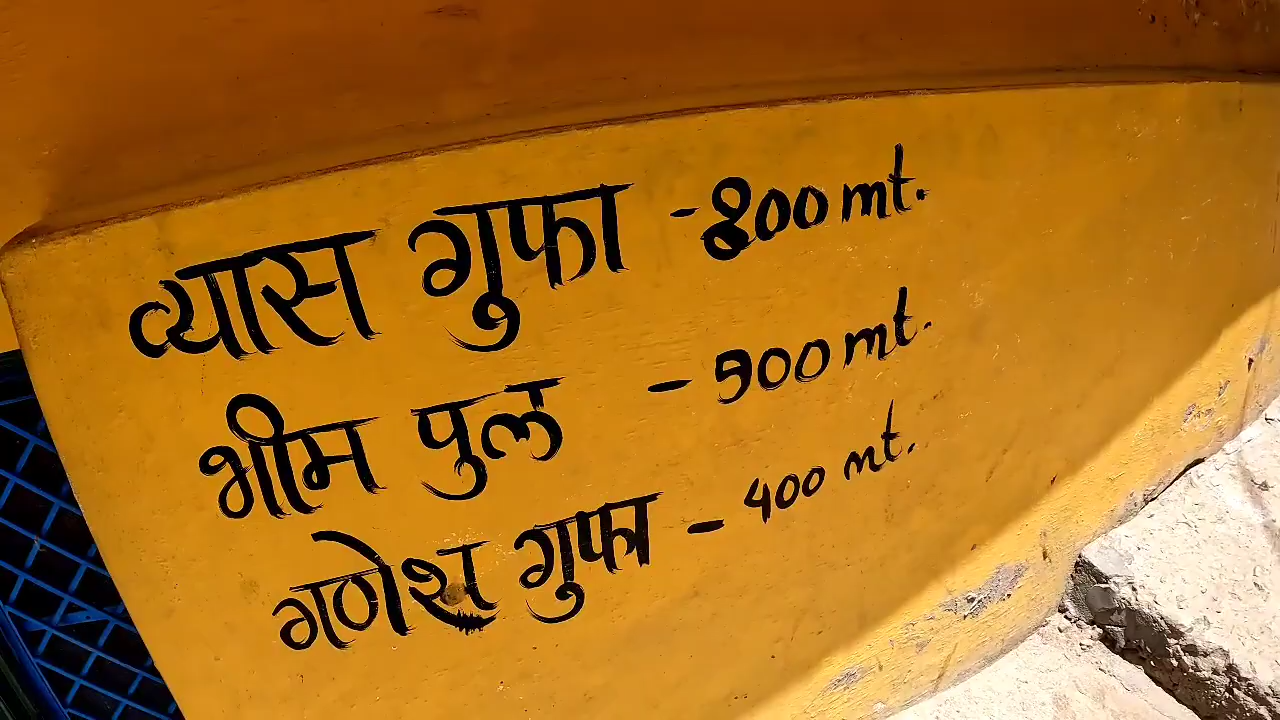 व्यास गुफा - 800 mt.
भीम पुल - 900 mt.
गणेश गुफा - 400 mt.